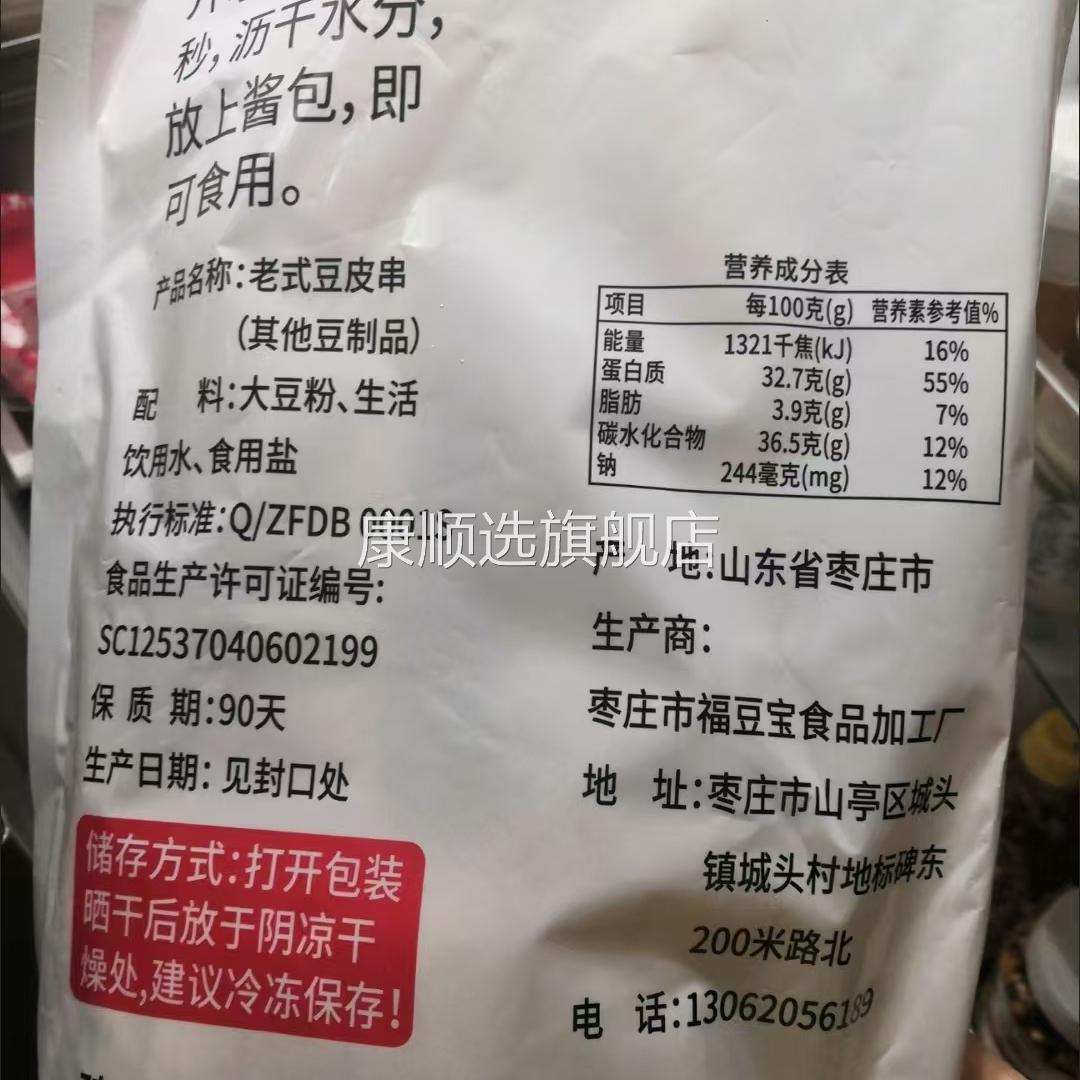 秒，沥干水分，
放上酱包，即
可食用。
产品名称：老式豆皮串
（其他豆制品）
配 料：大豆粉、生活
饮用水、食用盐
执行标准：Q/ZFDB 0001S
食品生产许可证编号：
SC12537040602199
保 质 期：90天
生产日期：见封口处
储存方式：打开包装
晒干后放于阴凉干
燥处，建议冷冻保存！
营养成分表
项目 每100克(g) 营养素参考值%
能量 1321千焦(kJ) 16%
蛋白质 32.7克(g) 55%
脂肪 3.9克(g) 7%
碳水化合物 36.5克(g) 12%
钠 244毫克(mg) 12%
康顺选旗舰店
产 地：山东省枣庄市
生产商：
枣庄市福豆宝食品加工厂
地 址：枣庄市山亭区城头
镇城头村地标碑东
200米路北
电 话：13062056189